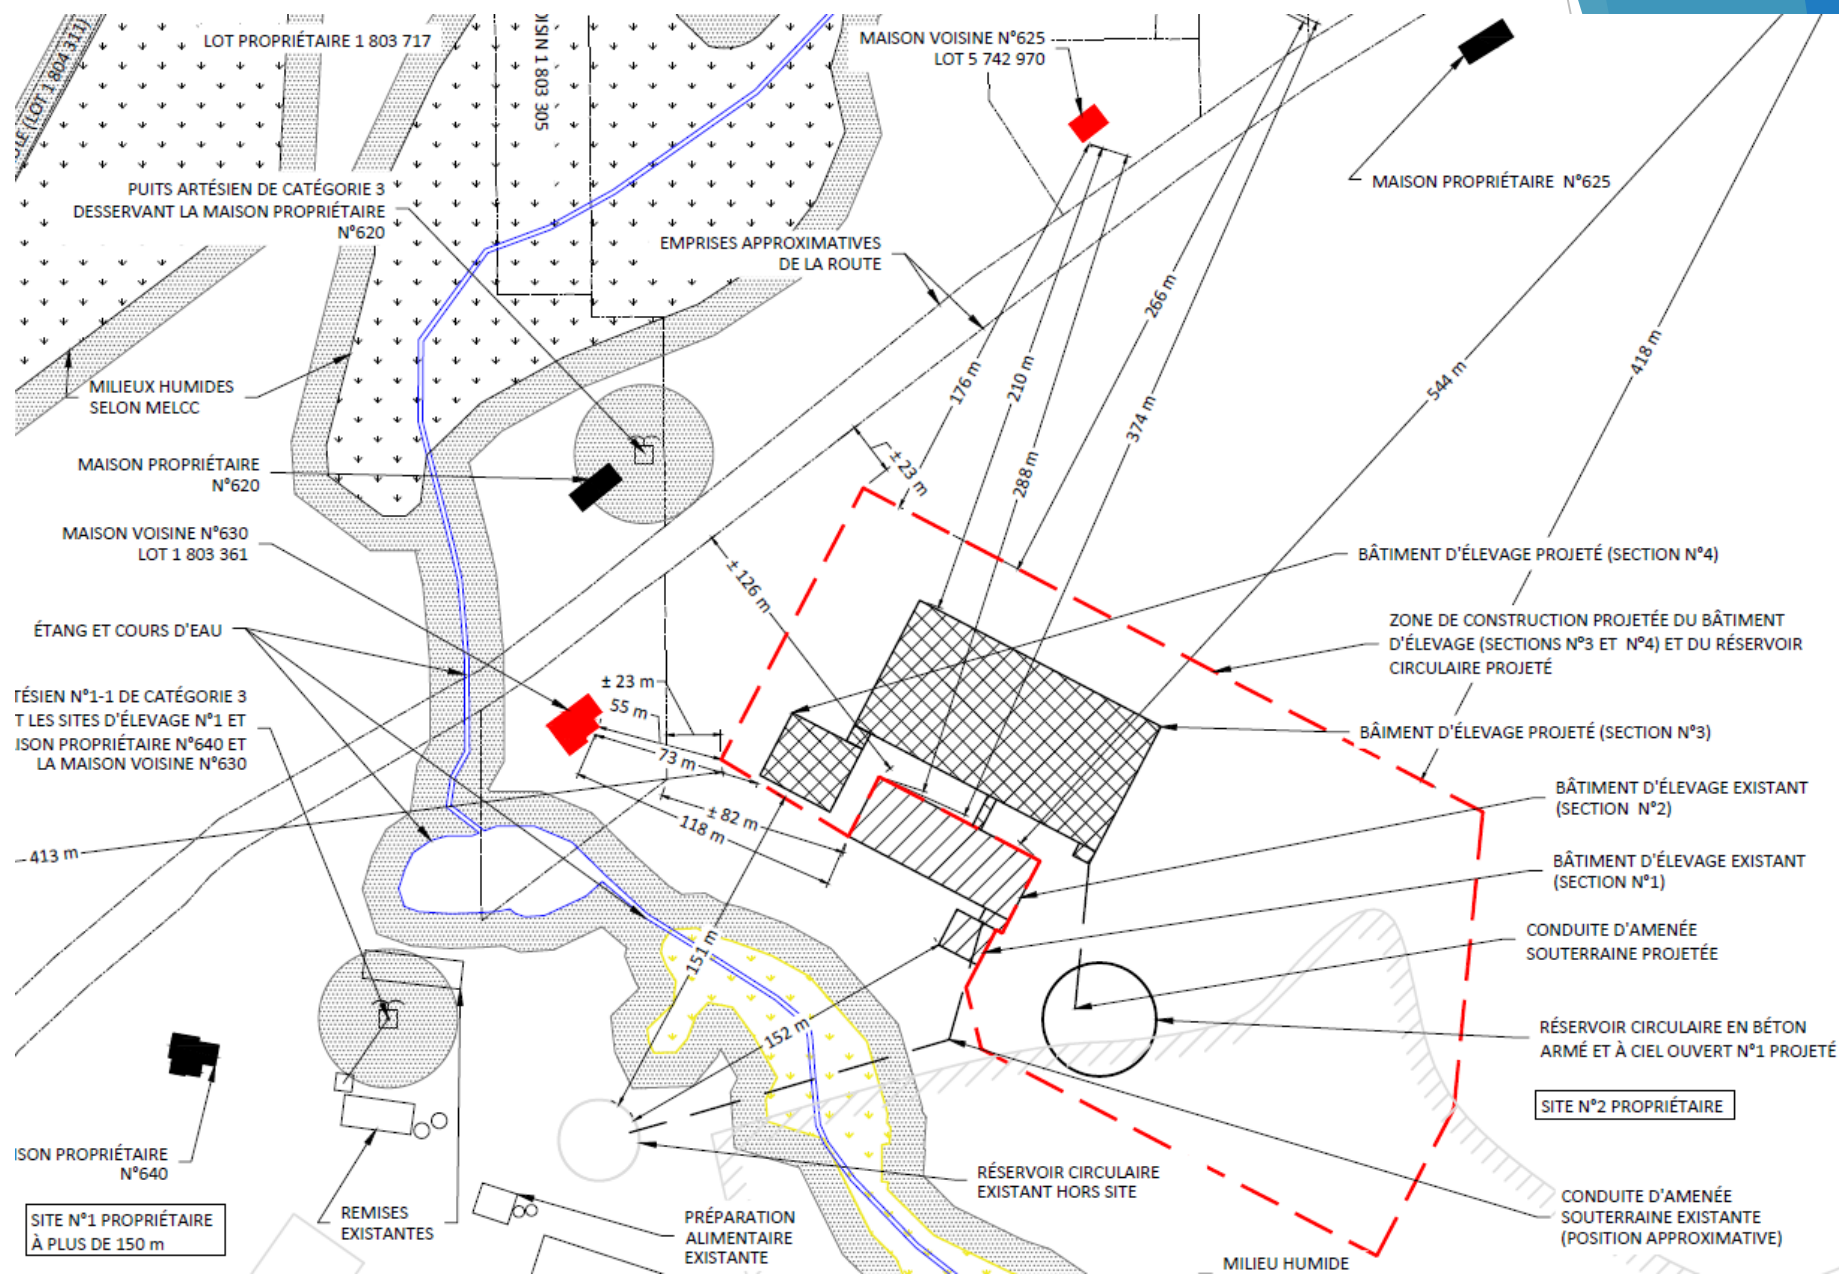 LOT PROPRIÉTAIRE 1 803 717
(LOT 1 804 311)
1 803 305
MAISON VOISINE N°625
LOT 5 742 970
MAISON PROPRIÉTAIRE N°625
PUITS ARTÉSIEN DE CATÉGORIE 3
DESSERVANT LA MAISON PROPRIÉTAIRE
N°620
EMPRISES APPROXIMATIVES
DE LA ROUTE
266 m
176 m
210 m
374 m
288 m
544 m
418 m
± 23 m
MILIEUX HUMIDES
SELON MELCC
MAISON PROPRIÉTAIRE
N°620
MAISON VOISINE N°630
LOT 1 803 361
± 126 m
BÂTIMENT D'ÉLEVAGE PROJETÉ (SECTION N°4)
ÉTANG ET COURS D'EAU
ZONE DE CONSTRUCTION PROJETÉE DU BÂTIMENT
D'ÉLEVAGE (SECTIONS N°3 ET N°4) ET DU RÉSERVOIR
CIRCULAIRE PROJETÉ
± 23 m
55 m
73 m
N°1-1 DE CATÉGORIE 3
LES SITES D'ÉLEVAGE N°1 ET
PROPRIÉTAIRE N°640 ET
LA MAISON VOISINE N°630
BÂIMENT D'ÉLEVAGE PROJETÉ (SECTION N°3)
± 82 m
118 m
413 m
BÂTIMENT D'ÉLEVAGE EXISTANT
(SECTION N°2)
BÂTIMENT D'ÉLEVAGE EXISTANT
(SECTION N°1)
151 m
152 m
CONDUITE D'AMENÉE
SOUTERRAINE PROJETÉE
RÉSERVOIR CIRCULAIRE EN BÉTON
ARMÉ ET À CIEL OUVERT N°1 PROJETÉ
SITE N°2 PROPRIÉTAIRE
PROPRIÉTAIRE
N°640
SITE N°1 PROPRIÉTAIRE
À PLUS DE 150 m
REMISES
EXISTANTES
PRÉPARATION
ALIMENTAIRE
EXISTANTE
RÉSERVOIR CIRCULAIRE
EXISTANT HORS SITE
CONDUITE D'AMENÉE
SOUTERRAINE EXISTANTE
(POSITION APPROXIMATIVE)
MILIEU HUMIDE